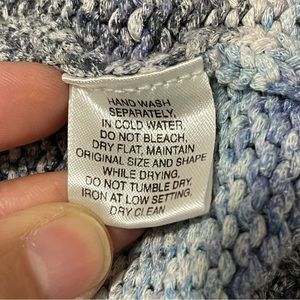 HAND WASH
SEPARATELY,
IN COLD WATER,
DO NOT BLEACH,
DRY FLAT, MAINTAIN
ORIGINAL SIZE AND SHAPE
WHILE DRYING,
DO NOT TUMBLE DRY,
IRON AT LOW SETTING,
DRY CLEAN